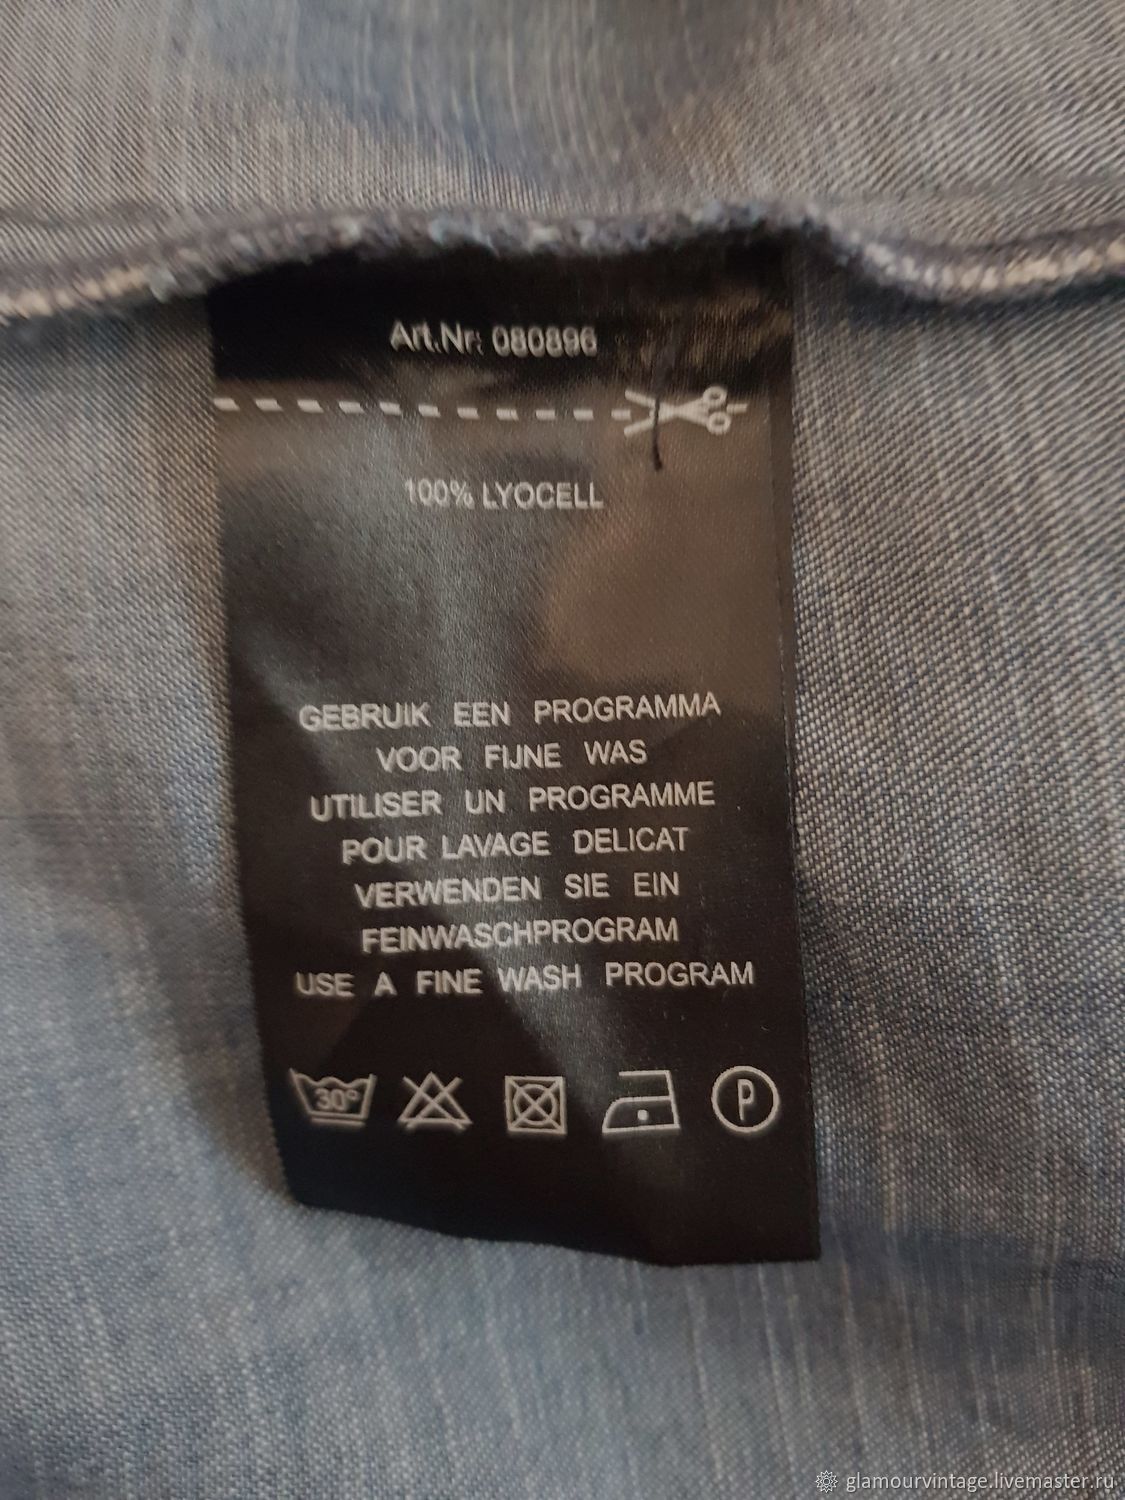 Art.Nr: 080896
100% LYOCELL
GEBRUIK EEN PROGRAMMA
VOOR FIJNE WAS
UTILISER UN PROGRAMME
POUR LAVAGE DELICAT
VERWENDEN SIE EIN
FEINWASCHPROGRAM
USE A FINE WASH PROGRAM
30° P
glamourvintage.livemaster.ru